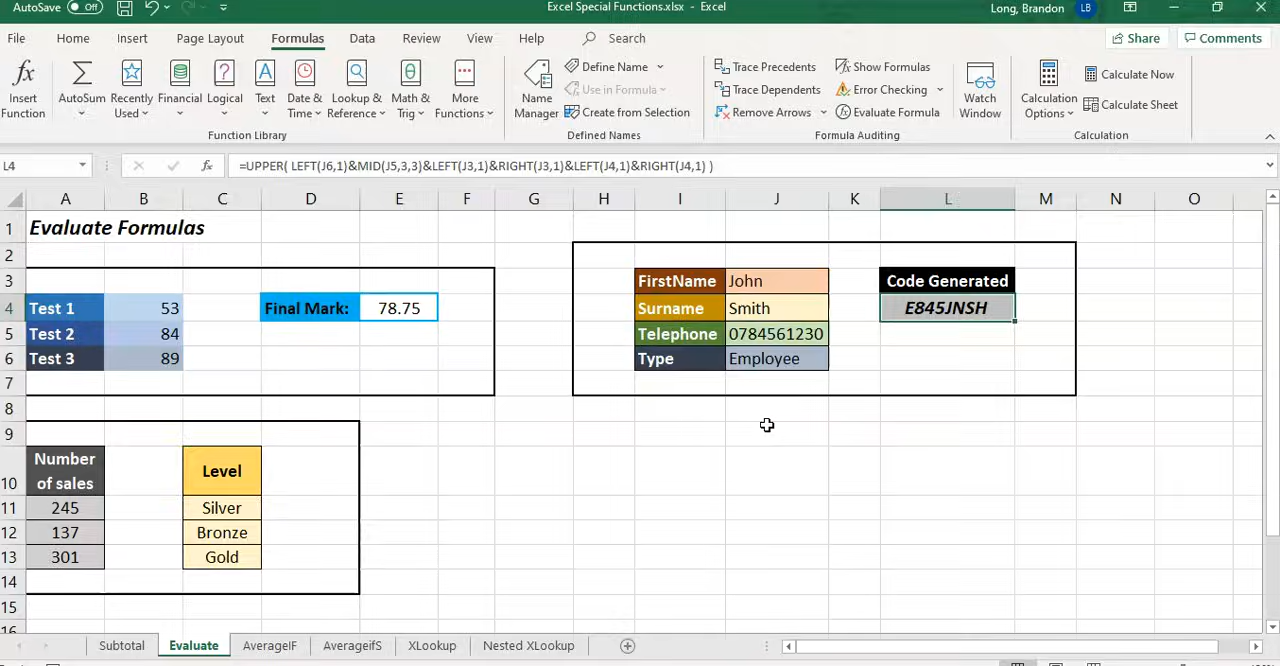 AutoSave Off Excel Special Functions.xlsx - Excel Long, Brandon LB
File Home Insert Page Layout Formulas Data Review View Help Search Share Comments
fx Insert Function
AutoSum
Recently Used
Financial
Logical
Text
Date & Time
Lookup & Reference
Math & Trig
More Functions
Function Library
Name Manager
Define Name
Use in Formula
Create from Selection
Defined Names
Trace Precedents
Trace Dependents
Remove Arrows
Show Formulas
Error Checking
Evaluate Formula
Formula Auditing
Watch Window
Calculation Options
Calculate Now
Calculate Sheet
Calculation
L4 fx =UPPER( LEFT(J6,1)&MID(J5,3,3)&LEFT(J3,1)&RIGHT(J3,1)&LEFT(J4,1)&RIGHT(J4,1) )
A B C D E F G H I J K L M N O
1 Evaluate Formulas
2
3 FirstName John Code Generated
4 Test 1 53 Final Mark: 78.75 Surname Smith E845JNSH
5 Test 2 84 Telephone 0784561230
6 Test 3 89 Type Employee
7
8
9
10 Number of sales Level
11 245 Silver
12 137 Bronze
13 301 Gold
14
15
16
Subtotal Evaluate AverageIF AverageifS XLookup Nested XLookup